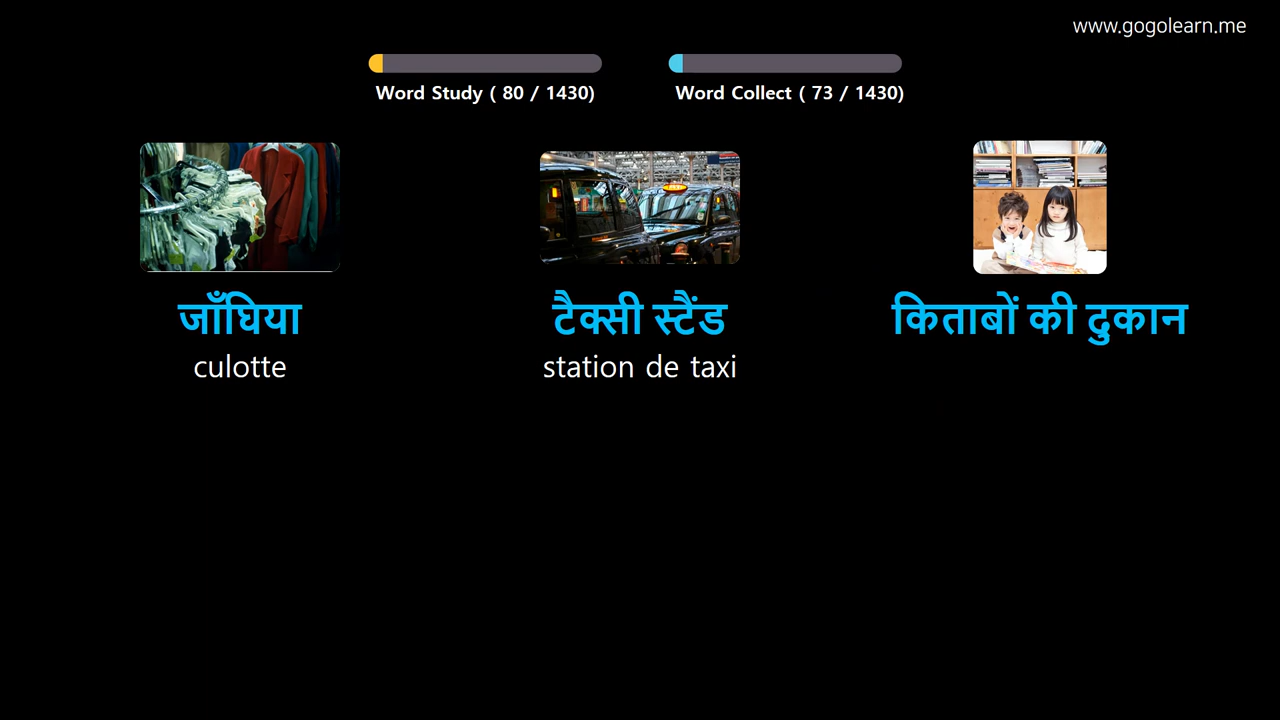 www.gogolearn.me
Word Study ( 80 / 1430)
Word Collect ( 73 / 1430)
जाँघिया
culotte
टैक्सी स्टैंड
station de taxi
किताबों की दुकान